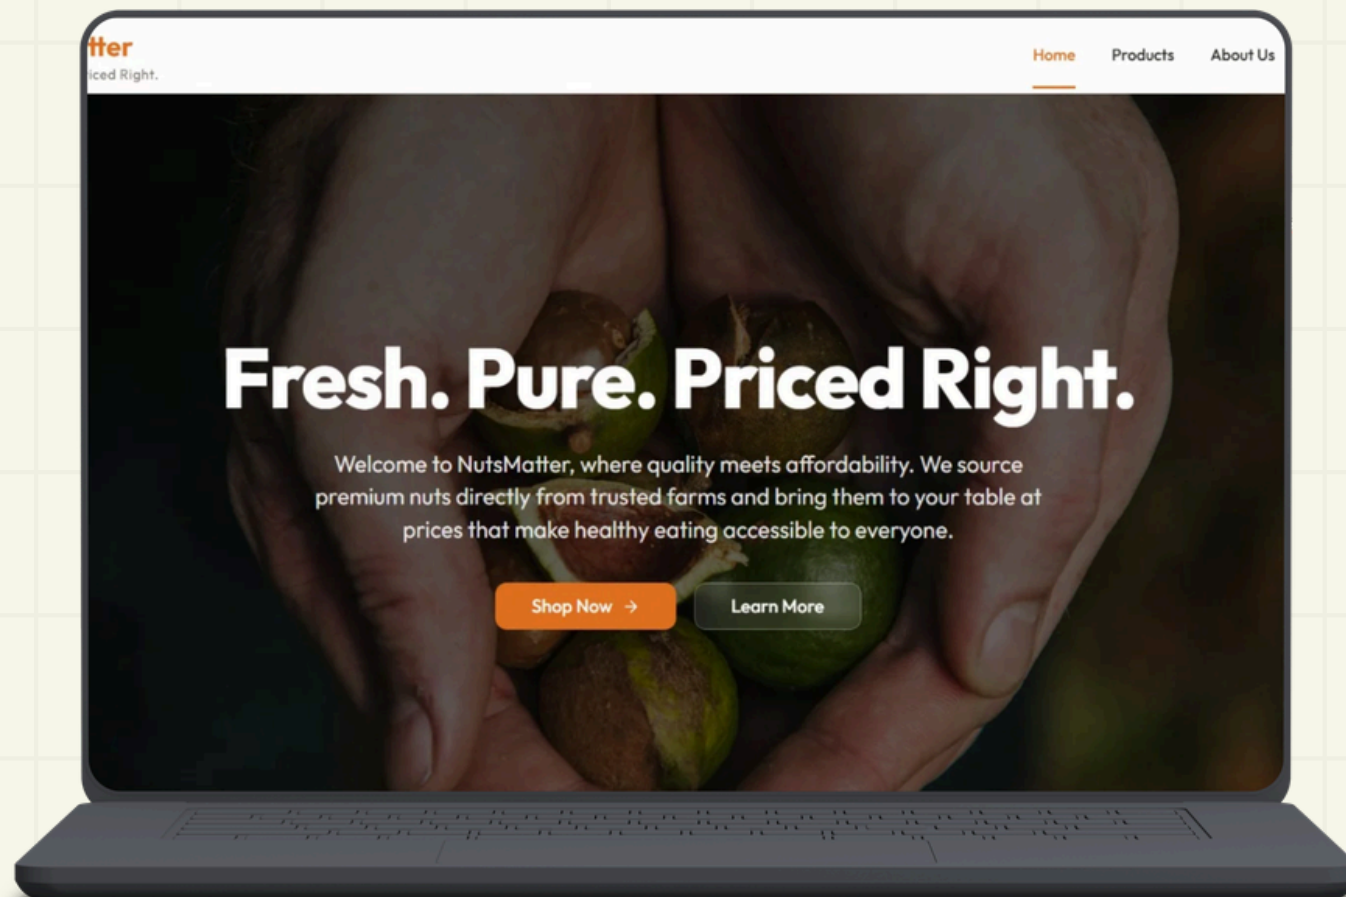 tter
iced Right.
Home Products About Us
Fresh. Pure. Priced Right.
Welcome to NutsMatter, where quality meets affordability. We source
premium nuts directly from trusted farms and bring them to your table at
prices that make healthy eating accessible to everyone.
Shop Now → Learn More